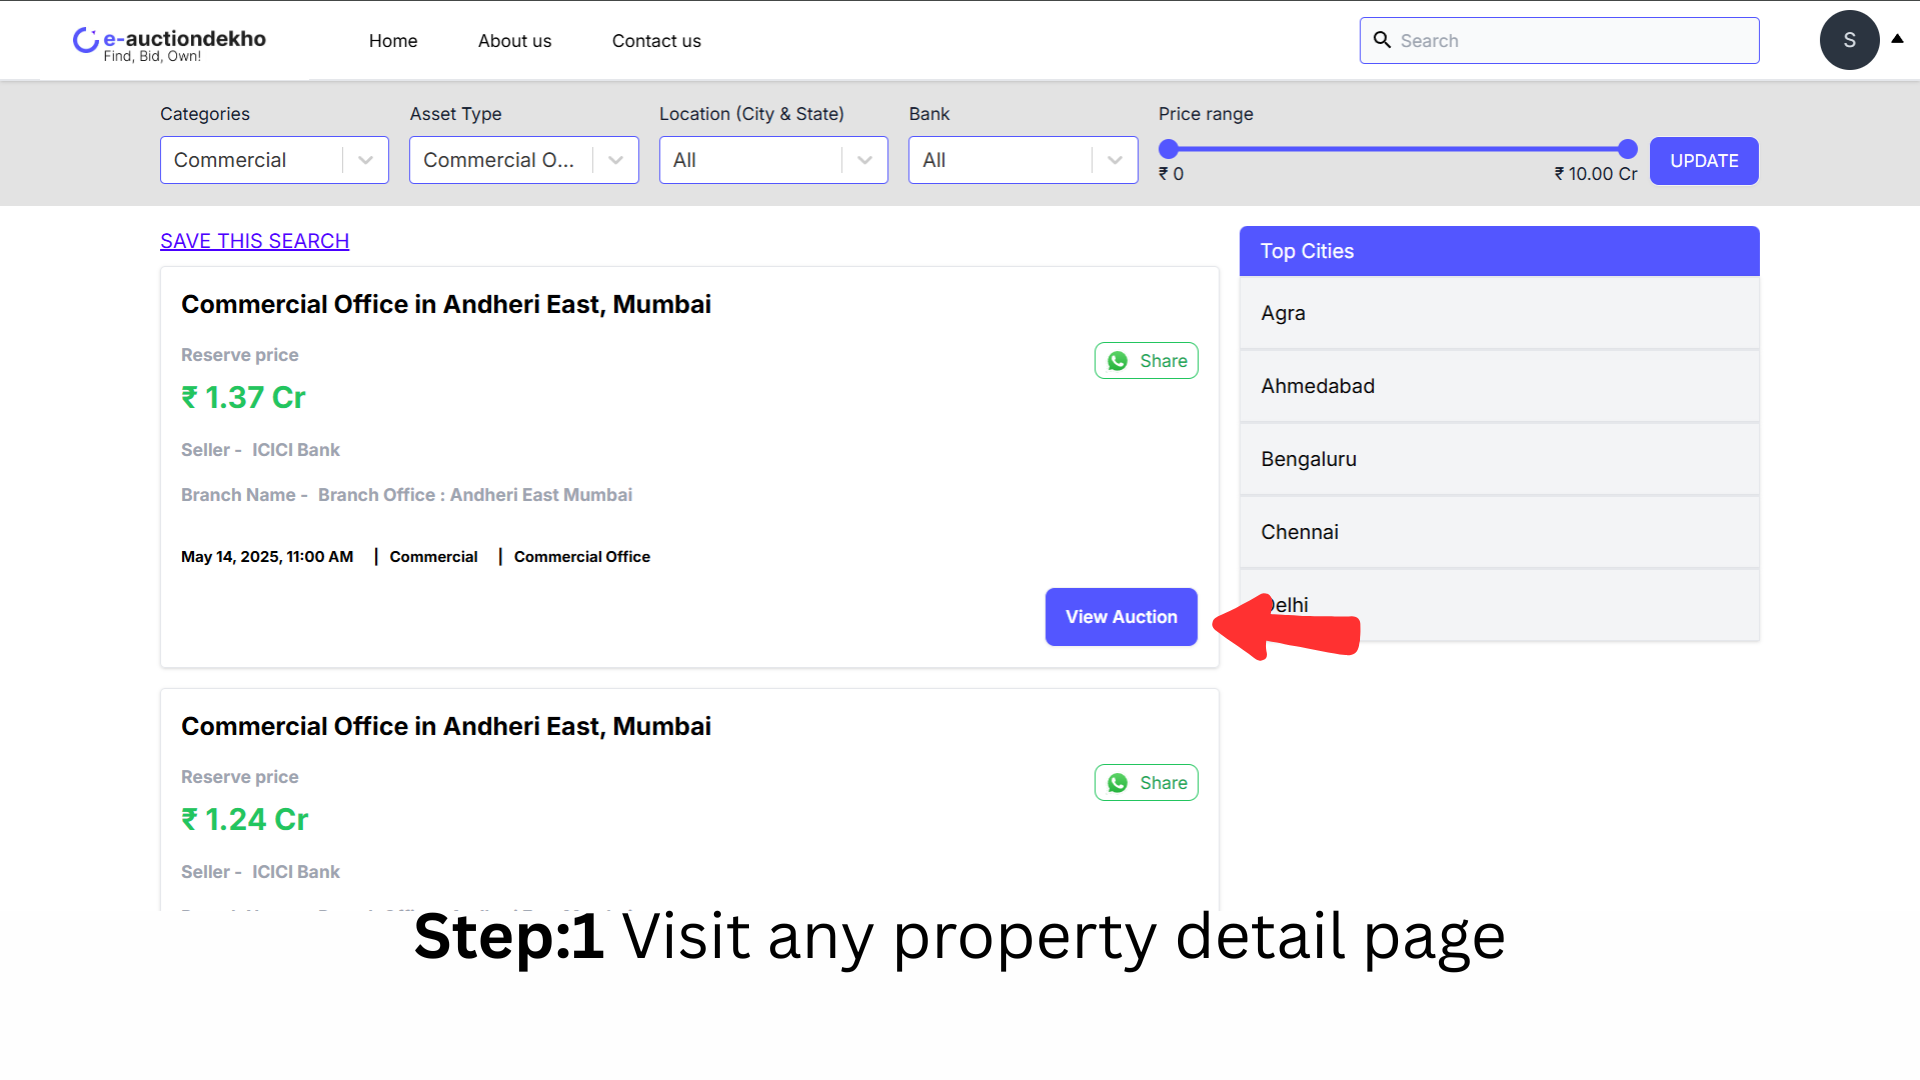 e-auctiondekho
Find, Bid, Own!
Home
About us
Contact us
Search
S
Categories
Asset Type
Location (City & State)
Bank
Price range
Commercial
Commercial O...
All
All
₹ 0
₹ 10.00 Cr
UPDATE
SAVE THIS SEARCH
Commercial Office in Andheri East, Mumbai
Reserve price
Share
₹ 1.37 Cr
Seller - ICICI Bank
Branch Name - Branch Office : Andheri East Mumbai
May 14, 2025, 11:00 AM | Commercial | Commercial Office
View Auction
Top Cities
Agra
Ahmedabad
Bengaluru
Chennai
Delhi
Commercial Office in Andheri East, Mumbai
Reserve price
Share
₹ 1.24 Cr
Seller - ICICI Bank
Step:1 Visit any property detail page